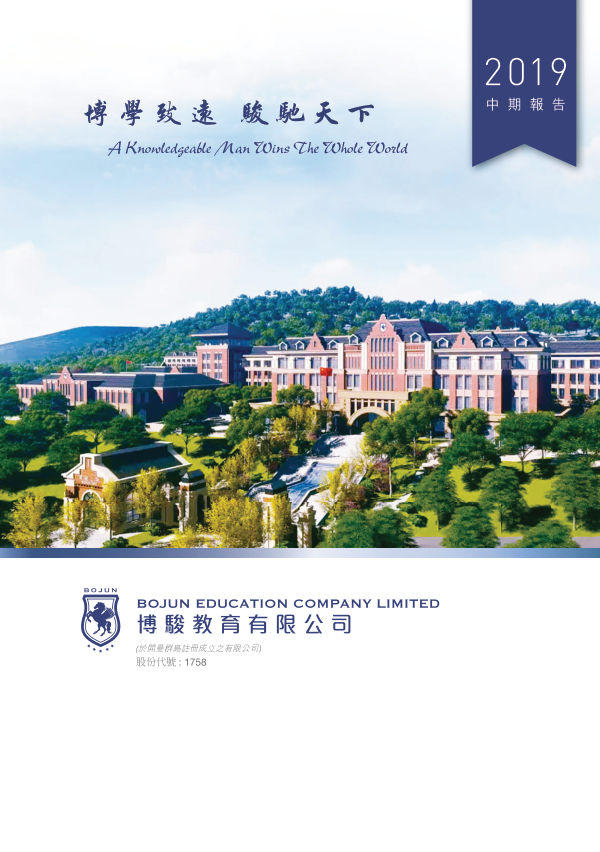 2019
中期報告
博學致遠 駿馳天下
A Knowledgeable Man Wins The Whole World
BOJUN
BOJUN EDUCATION COMPANY LIMITED
博駿教育有限公司
(於開曼群島註冊成立之有限公司)
股份代號 : 1758